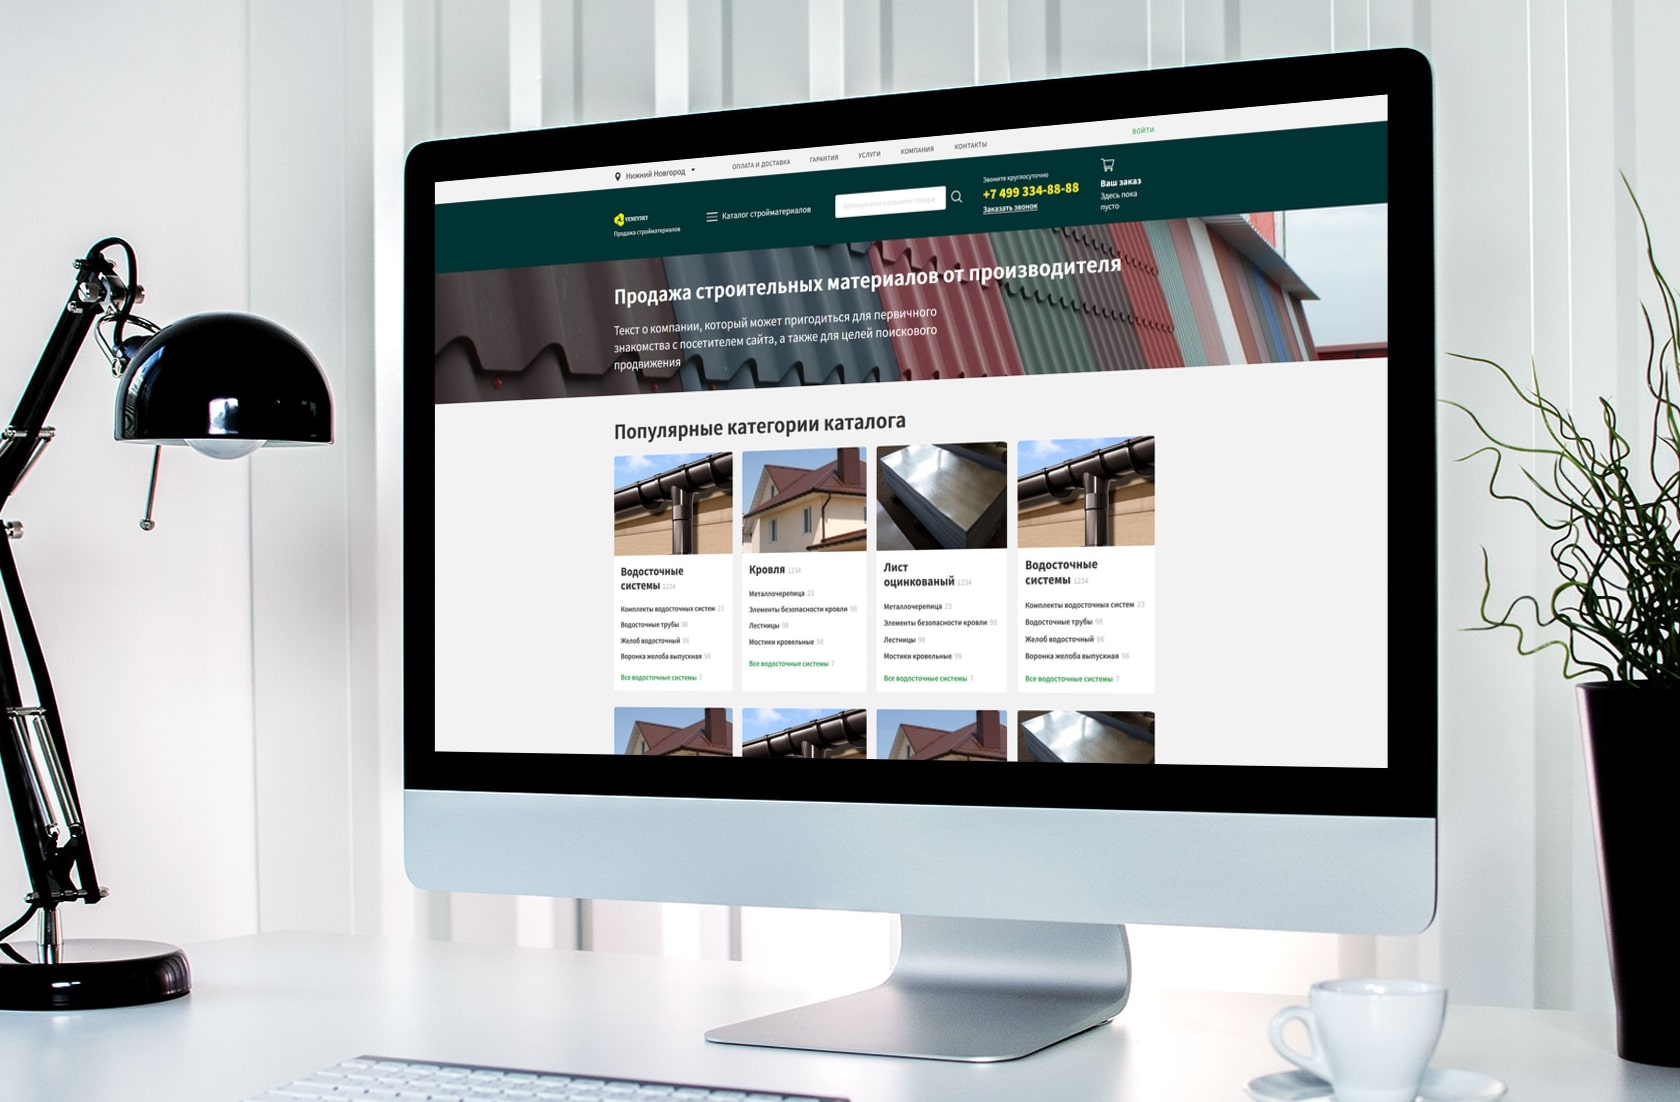 Нижний Новгород
ОПЛАТА И ДОСТАВКА
ГАРАНТИЯ
УСЛУГИ
КОМПАНИЯ
КОНТАКТЫ
ВОЙТИ
VENEVSKY
Продажа стройматериалов
Каталог стройматериалов
Артикул или название товара
Звоните круглосуточно
+7 499 334-88-88
Заказать звонок
Ваш заказ
Здесь пока
пусто
Продажа строительных материалов от производителя
Текст о компании, который может пригодиться для первичного
знакомства с посетителем сайта, а также для целей поискового
продвижения
Популярные категории каталога
Водосточные
системы 1234
Комплекты водосточных систем 23
Водосточные трубы 98
Желоб водосточный 98
Воронка желоба выпускная 98
Все водосточные системы 7
Кровля 1234
Металлочерепица 23
Элементы безопасности кровли 98
Лестницы 98
Мостики кровельные 98
Все водосточные системы 7
Лист
оцинкованый 1234
Металлочерепица 23
Элементы безопасности кровли 98
Лестницы 98
Мостики кровельные 98
Все водосточные системы 7
Водосточные
системы 1234
Комплекты водосточных систем 23
Водосточные трубы 98
Желоб водосточный 98
Воронка желоба выпускная 98
Все водосточные системы 7